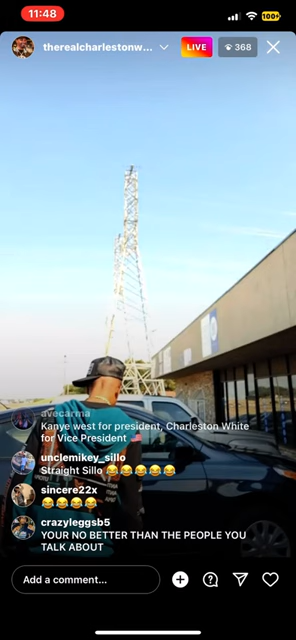 11:48
100+
therealcharlestonw...
LIVE
368
avecarma
Kanye west for president, Charleston White
for Vice President
unclemikey_sillo
Straight Sillo 😂😂😂😂😂
sincere22x
😂😂😂😂
crazyleggsb5
YOUR NO BETTER THAN THE PEOPLE YOU
TALK ABOUT
Add a comment...